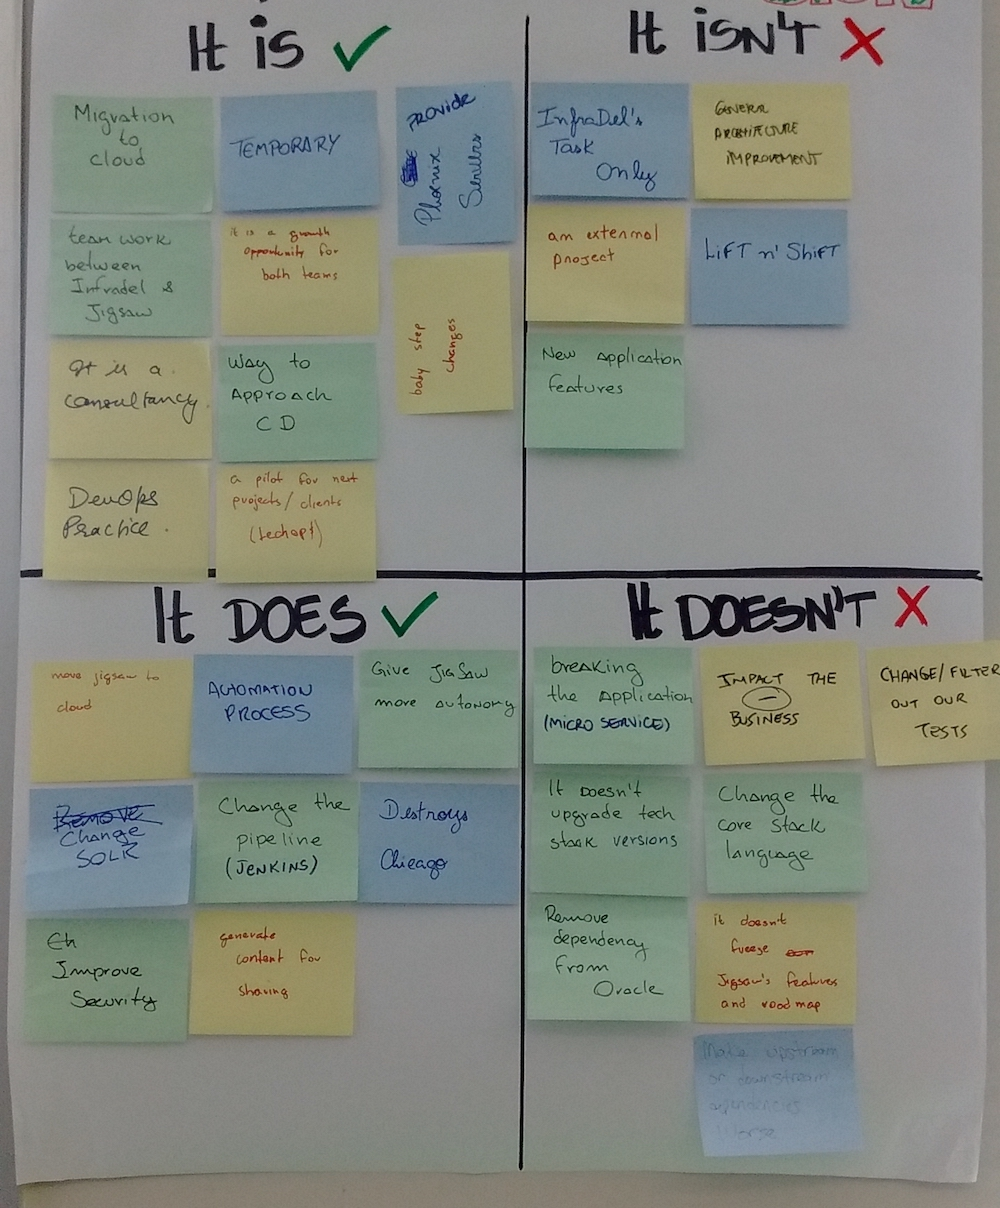 It is
Migration
to
cloud
TEMPORARY
PROVIDE
Phoenix
Servers
team work
between
Infradel &
Jigsaw
it is a growth
opportunity for
both teams
baby step
changes
It is a
consultancy.
Way to
Approach
CD
DevOps
Practice.
a pilot for next
projects/clients
(techops)
It isn't
InfraDel's
Task
Only
GENERAL
ARCHITECTURE
IMPROVEMENT
an external
project
LiFT n' ShiFT
New Application
features
It DOES
move jigsaw to
cloud
AUTOMATION
PROCESS
Give JigSaw
more autonomy
Remove
Change
SOLR
Change the
pipeline
(JENKINS)
Destroys
Chicago
Eh
Improve
Security
generate
content for
sharing
It DOESN'T
breaking
the Application
(MICRO SERVICE)
IMPACT THE
BUSINESS
CHANGE/FILTER
OUT OUR
TESTS
It doesn't
upgrade tech
stack versions
Change the
core Stack
language
Remove
dependency
From
Oracle
it doesn't
freeze
Jigsaw's features
and roadmap
Make upstream
or downstream